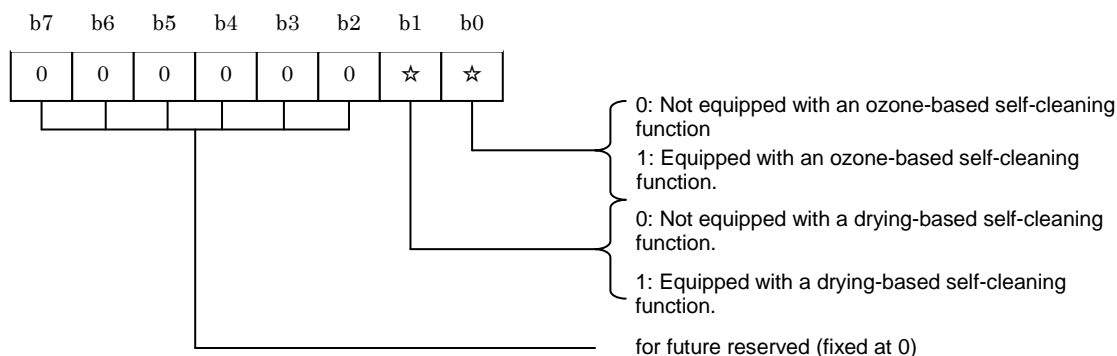 b7 b6 b5 b4 b3 b2 b1 b0
0 0 0 0 0 0 ☆ ☆
0: Not equipped with an ozone-based self-cleaning
function
1: Equipped with an ozone-based self-cleaning
function.
0: Not equipped with a drying-based self-cleaning
function.
1: Equipped with a drying-based self-cleaning
function.
for future reserved (fixed at 0)